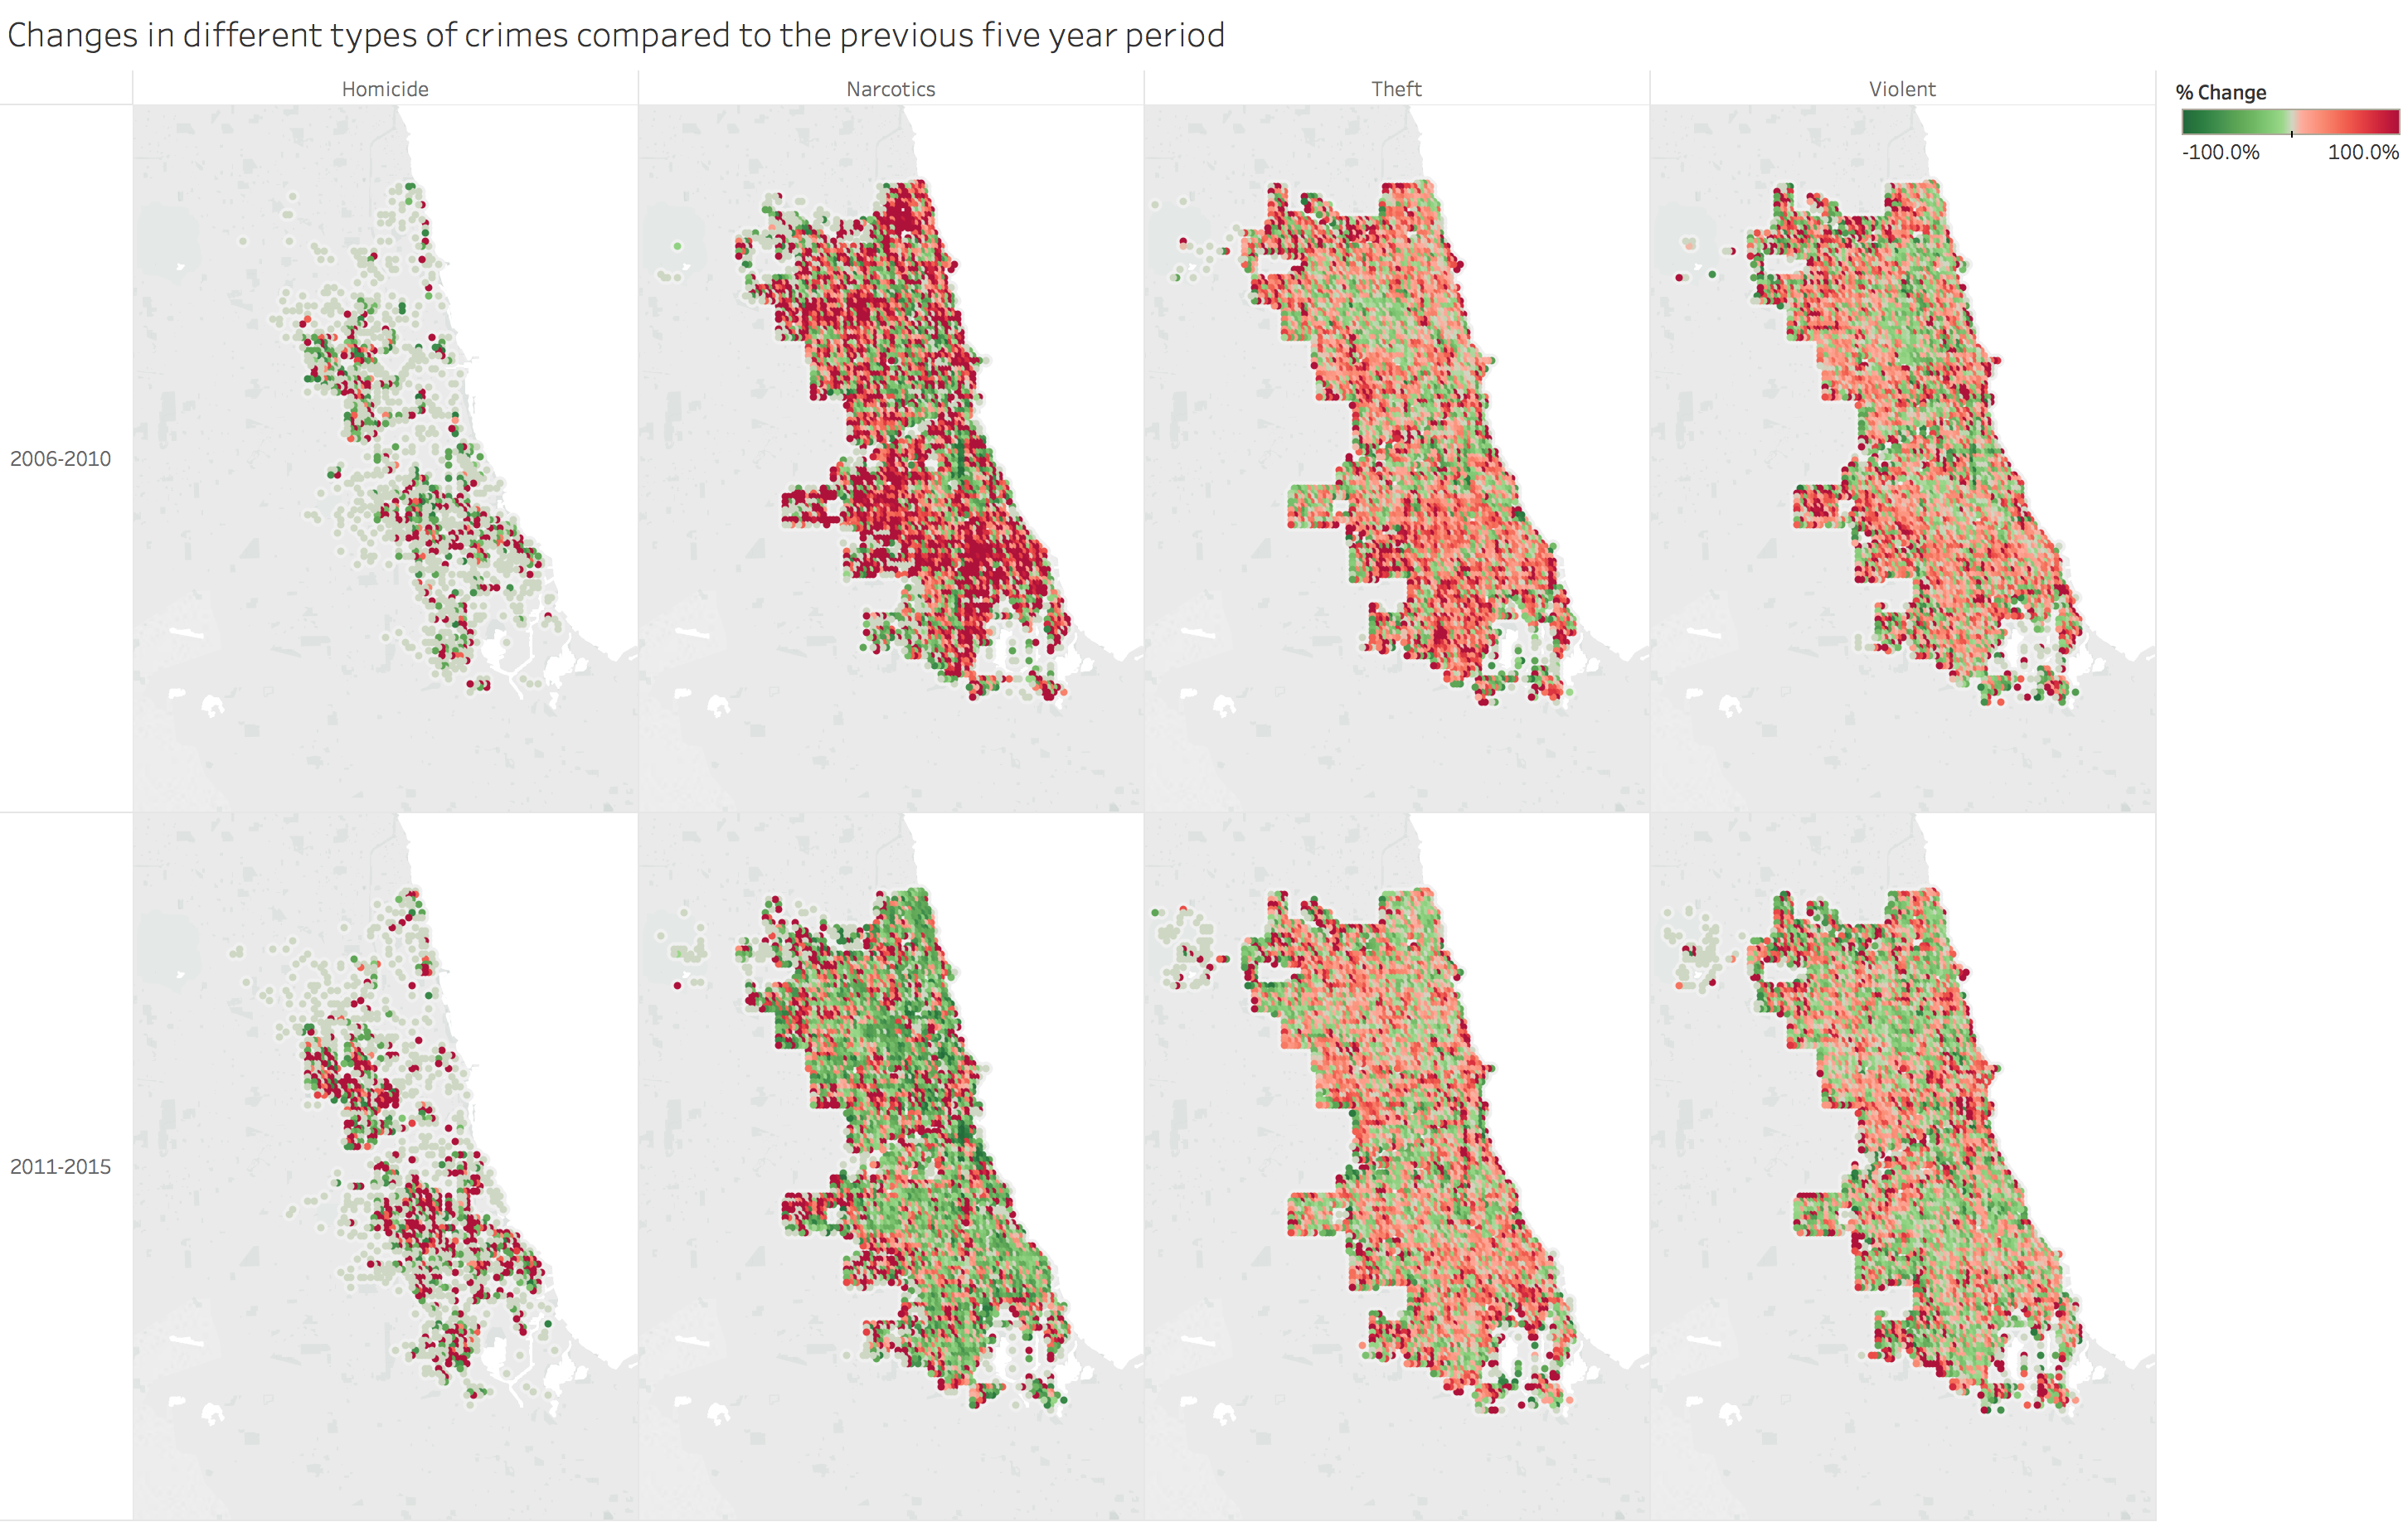 Changes in different types of crimes compared to the previous five year period
Homicide
Narcotics
Theft
Violent
% Change
-100.0%
100.0%
2006-2010
2011-2015